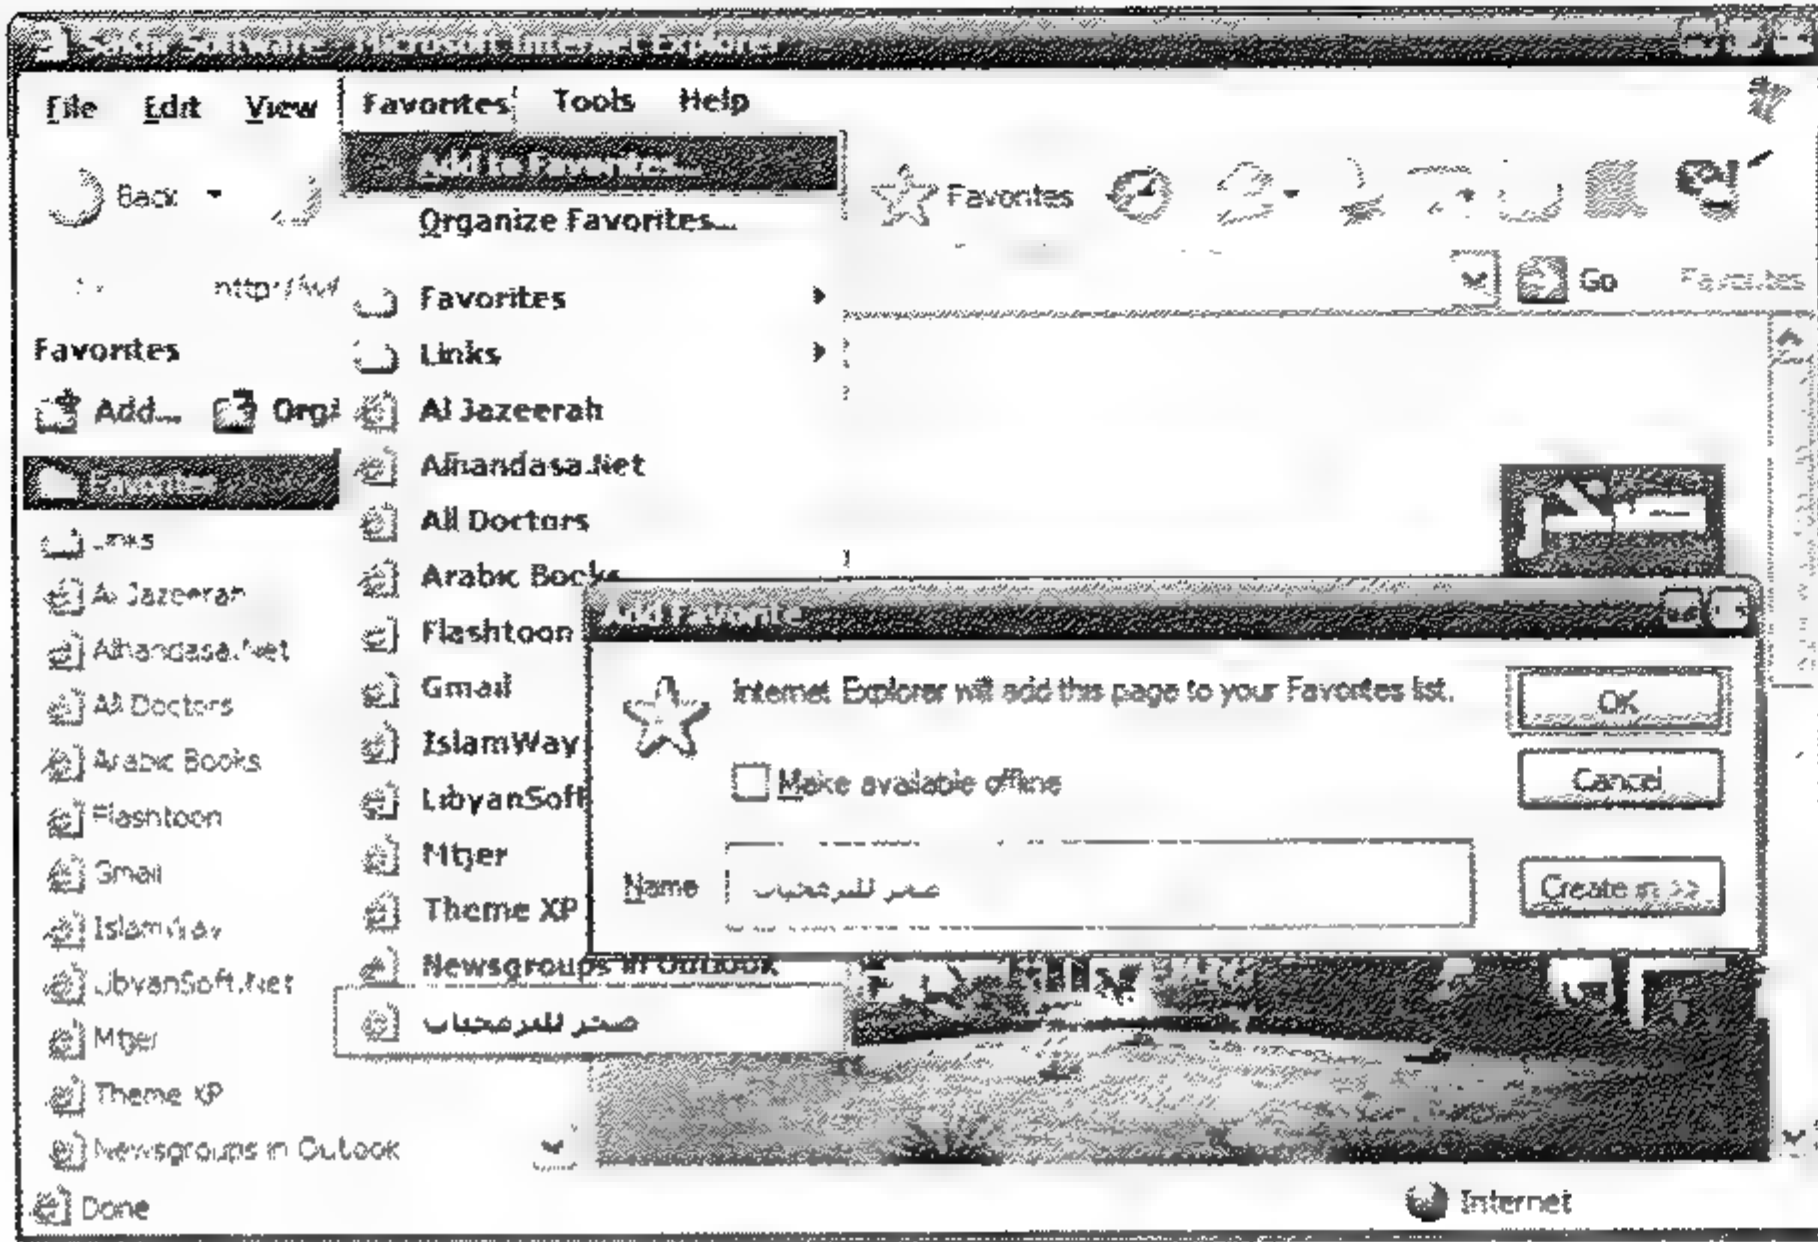 Sakhr Software - Microsoft Internet Explorer
File Edit View Favorites Tools Help
Add to Favorites...
Back
Favorites
Organize Favorites...
http://w
Go
Favorites
Favorites
Links
Favorites
Add... Orga
Al Jazeerah
Alhandasa.Net
All Doctors
Arabic Books
Flashtoon
Gmail
IslamWay
LibyanSoft
Mtjer
Theme XP
Newsgroups in Outlook
صخر للبرمجيات
Favorites
Links
Al Jazeerah
Alhandasa.Net
All Doctors
Arabic Books
Flashtoon
Gmail
IslamWay
LibyanSoft.Net
Mtjer
Theme XP
Newsgroups in Outlook
Add Favorite
Internet Explorer will add this page to your Favorites list.
OK
Make available offline
Cancel
Name صخر للبرمجيات
Create in >>
Done
Internet